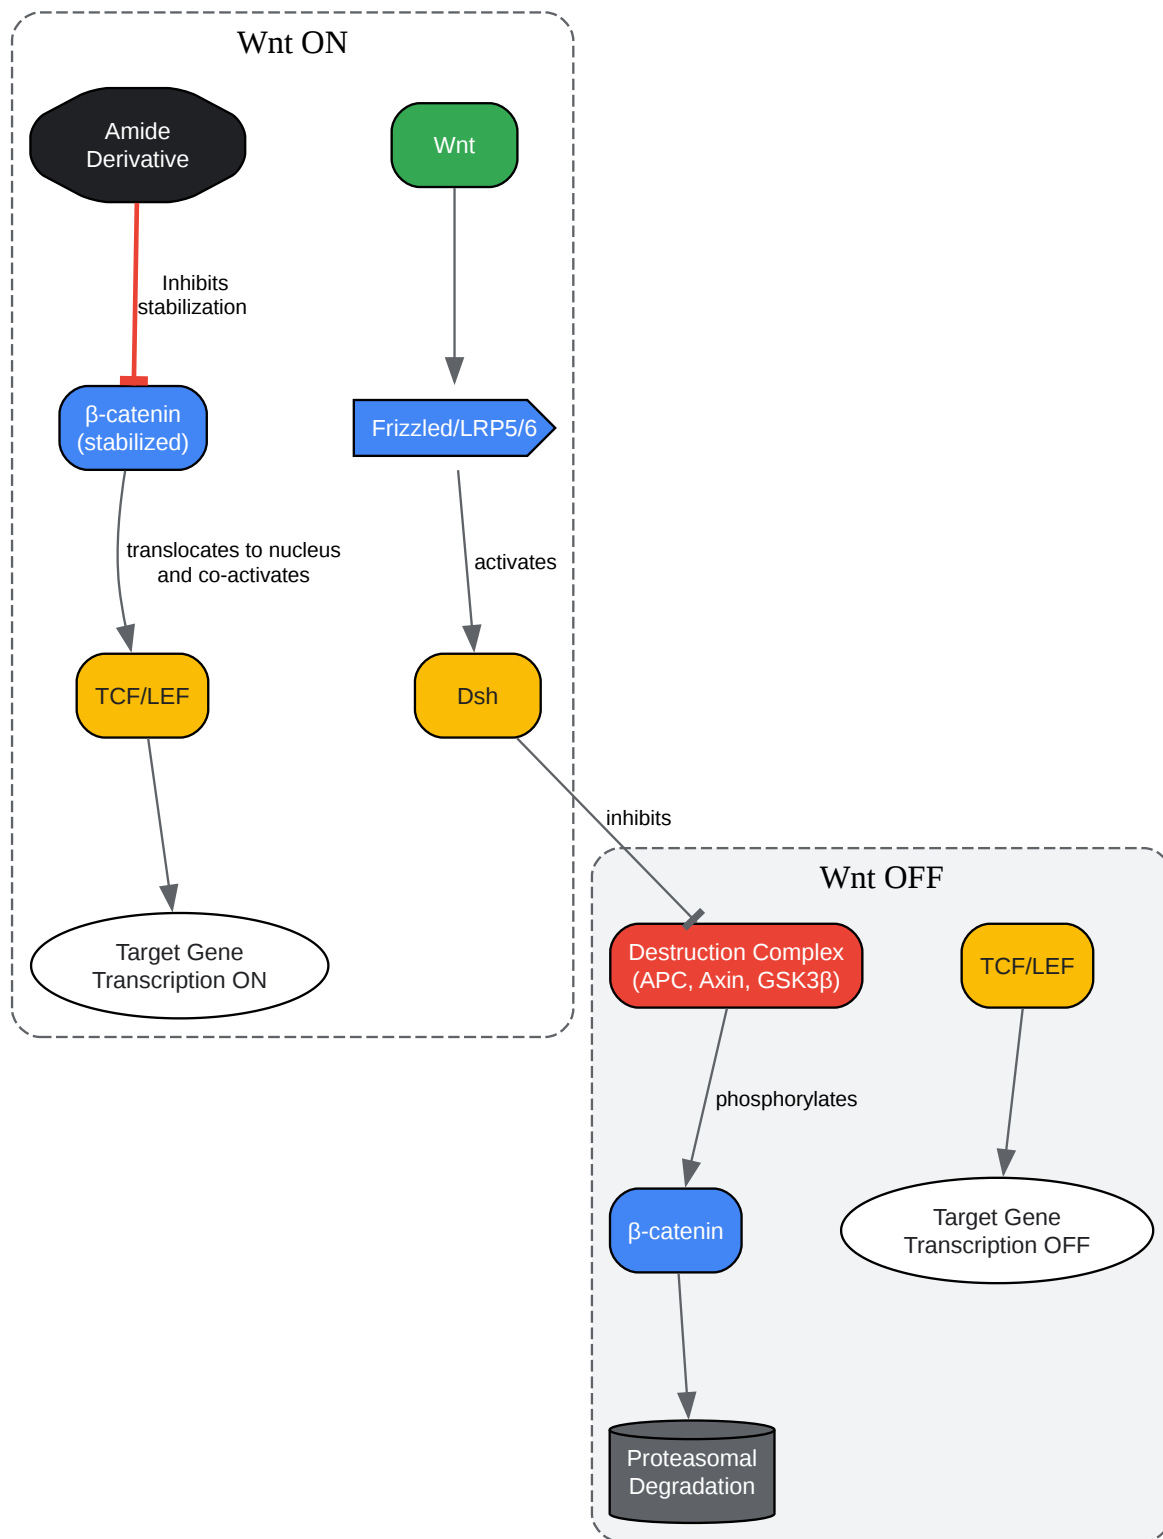 Wnt ON
Amide
Derivative
Wnt
Inhibits
stabilization
β-catenin
(stabilized)
Frizzled/LRP5/6
translocates to nucleus
and co-activates
activates
TCF/LEF
Dsh
inhibits
Target Gene
Transcription ON
Wnt OFF
Destruction Complex
(APC, Axin, GSK3β)
TCF/LEF
phosphorylates
β-catenin
Target Gene
Transcription OFF
Proteasomal
Degradation